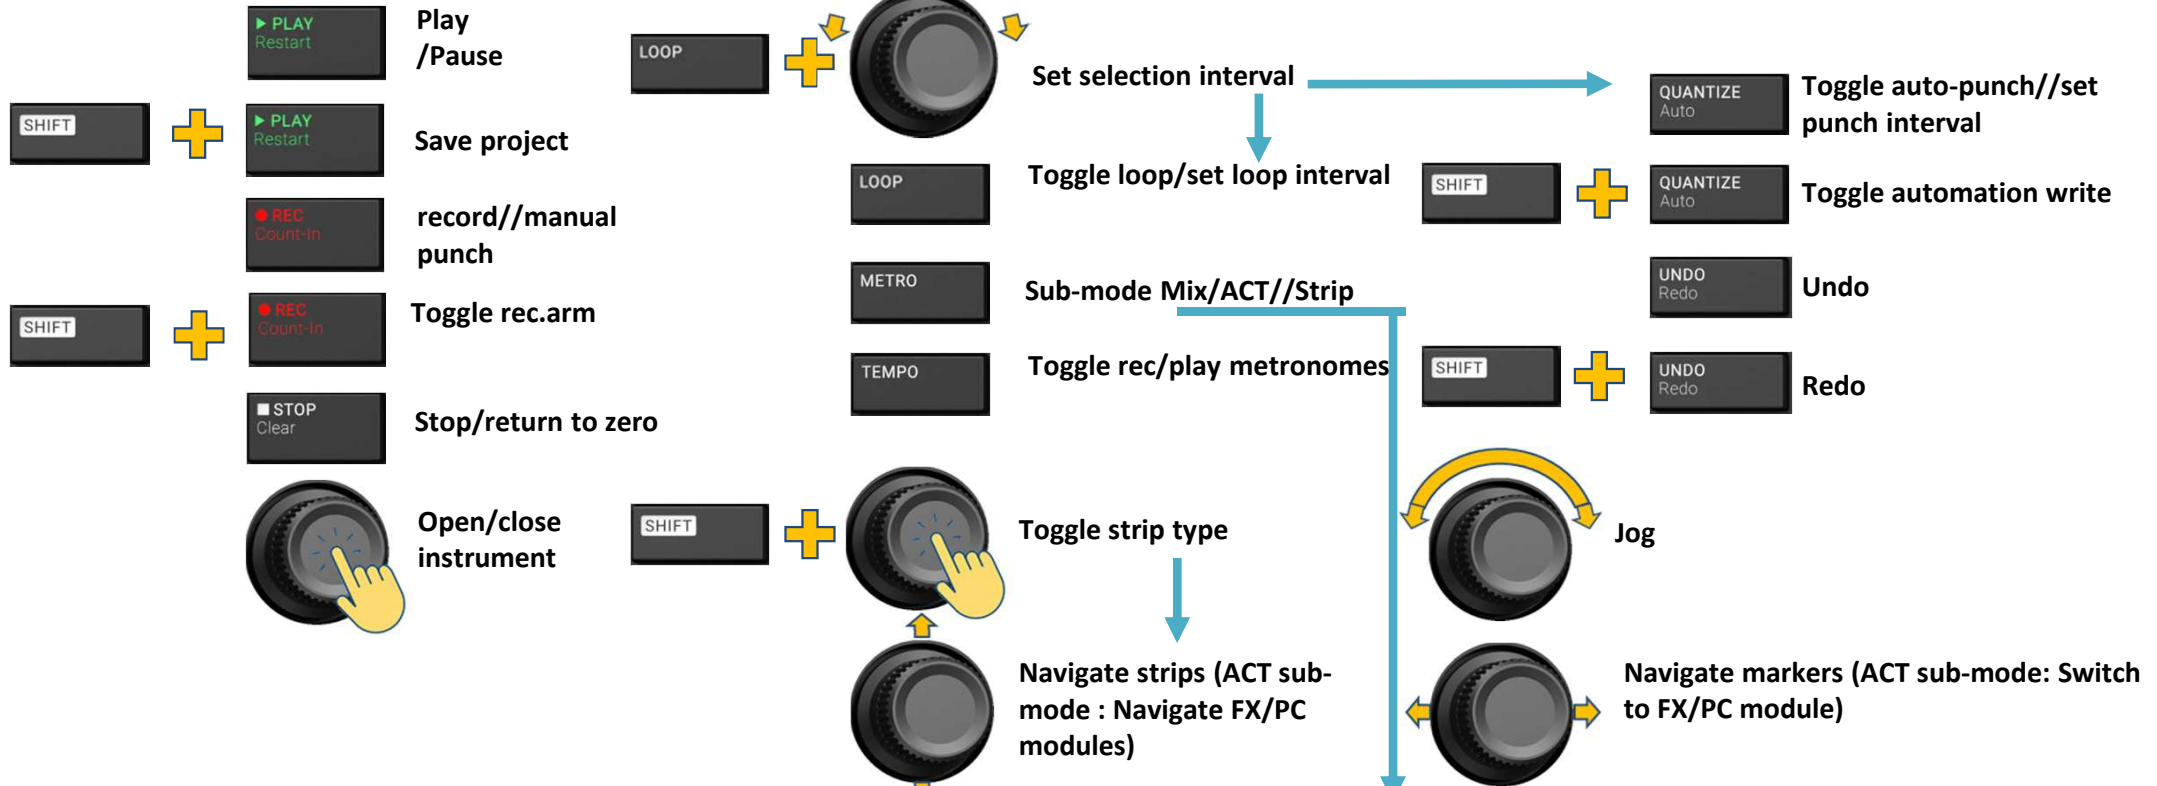 ▶ PLAY
Restart
Play
/Pause
SHIFT
▶ PLAY
Restart
Save project
● REC
Count-In
record//manual
punch
SHIFT
● REC
Count-In
Toggle rec.arm
■ STOP
Clear
Stop/return to zero
Open/close
instrument
LOOP
Set selection interval
LOOP
Toggle loop/set loop interval
METRO
Sub-mode Mix/ACT//Strip
TEMPO
Toggle rec/play metronomes
SHIFT
Toggle strip type
Navigate strips (ACT sub-
mode : Navigate FX/PC
modules)
QUANTIZE
Auto
Toggle auto-punch//set
punch interval
SHIFT
QUANTIZE
Auto
Toggle automation write
UNDO
Redo
Undo
SHIFT
UNDO
Redo
Redo
Jog
Navigate markers (ACT sub-mode: Switch
to FX/PC module)